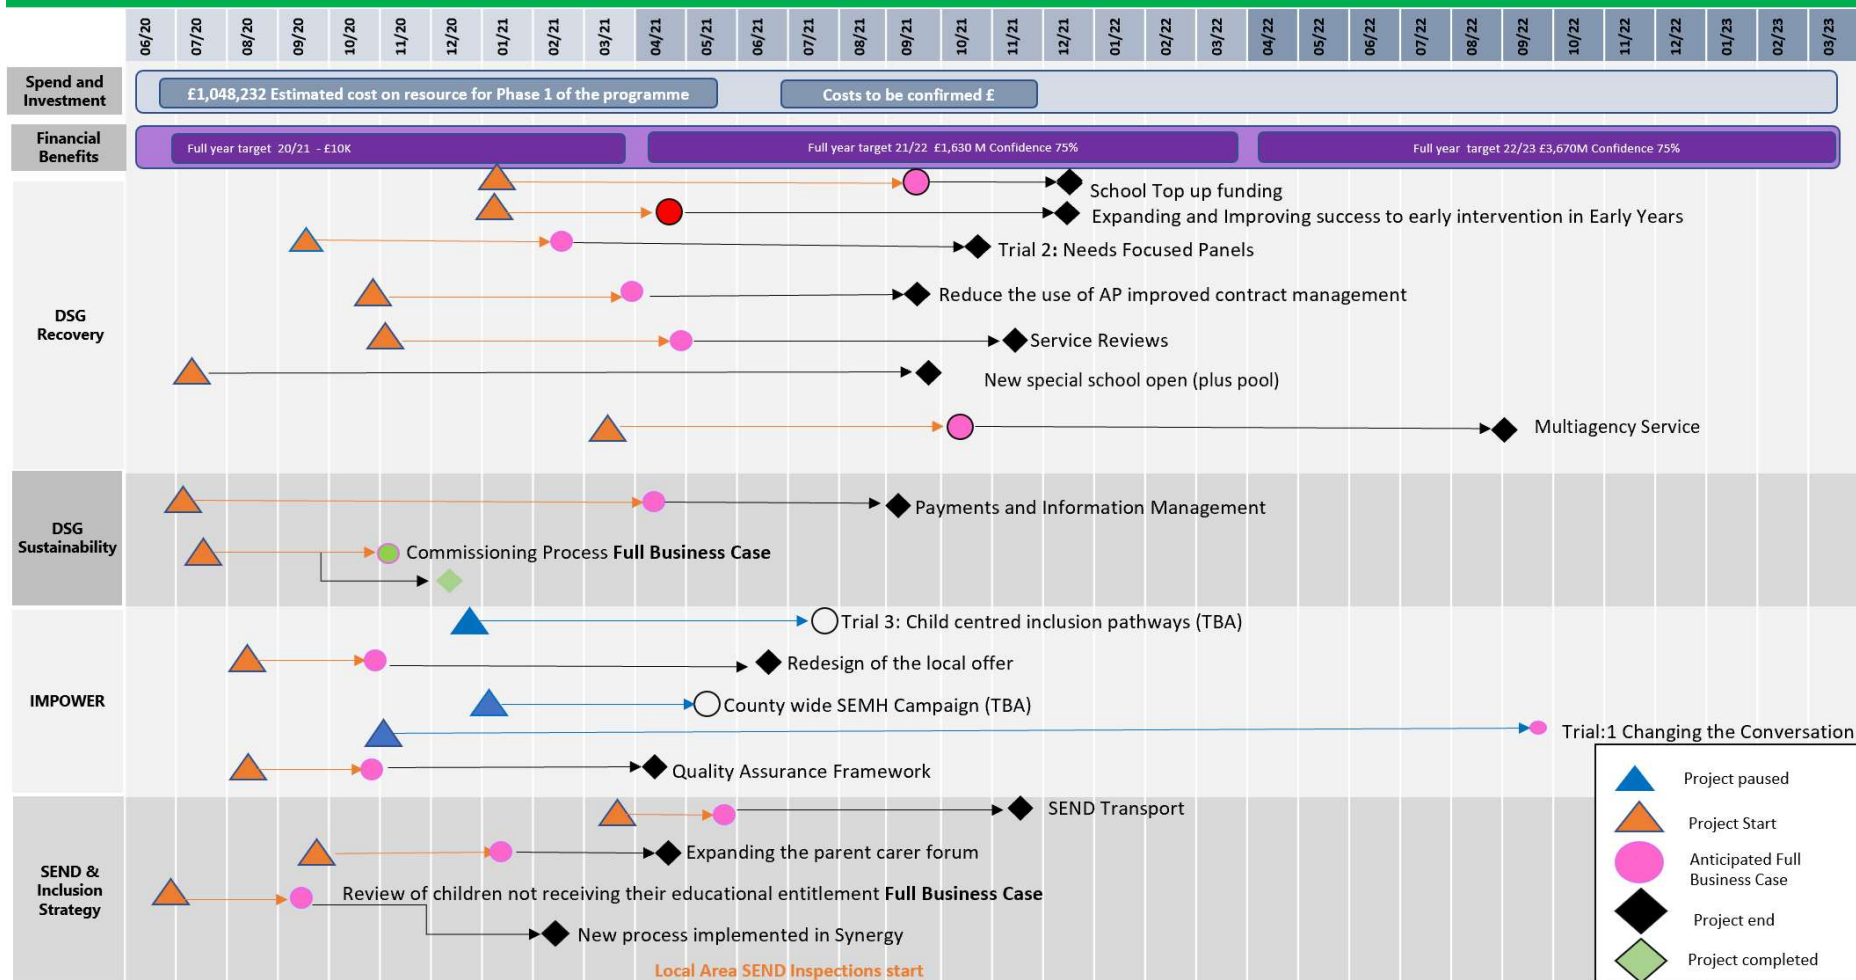 06/20 07/20 08/20 09/20 10/20 11/20 12/20 01/21 02/21 03/21 04/21 05/21 06/21 07/21 08/21 09/21 10/21 11/21 12/21 01/22 02/22 03/22 04/22 05/22 06/22 07/22 08/22 09/22 10/22 11/22 12/22 01/23 02/23 03/23
Spend and
Investment
£1,048,232 Estimated cost on resource for Phase 1 of the programme
Costs to be confirmed £
Financial
Benefits
Full year target 20/21 - £10K
Full year target 21/22 £1,630 M Confidence 75%
Full year target 22/23 £3,670M Confidence 75%
DSG
Recovery
School Top up funding
Expanding and Improving success to early intervention in Early Years
Trial 2: Needs Focused Panels
Reduce the use of AP improved contract management
Service Reviews
New special school open (plus pool)
Multiagency Service
DSG
Sustainability
Payments and Information Management
Commissioning Process Full Business Case
IMPOWER
Trial 3: Child centred inclusion pathways (TBA)
Redesign of the local offer
County wide SEMH Campaign (TBA)
Trial:1 Changing the Conversation
Quality Assurance Framework
SEND &
Inclusion
Strategy
SEND Transport
Expanding the parent carer forum
Review of children not receiving their educational entitlement Full Business Case
New process implemented in Synergy
Local Area SEND Inspections start
Project paused
Project Start
Anticipated Full
Business Case
Project end
Project completed